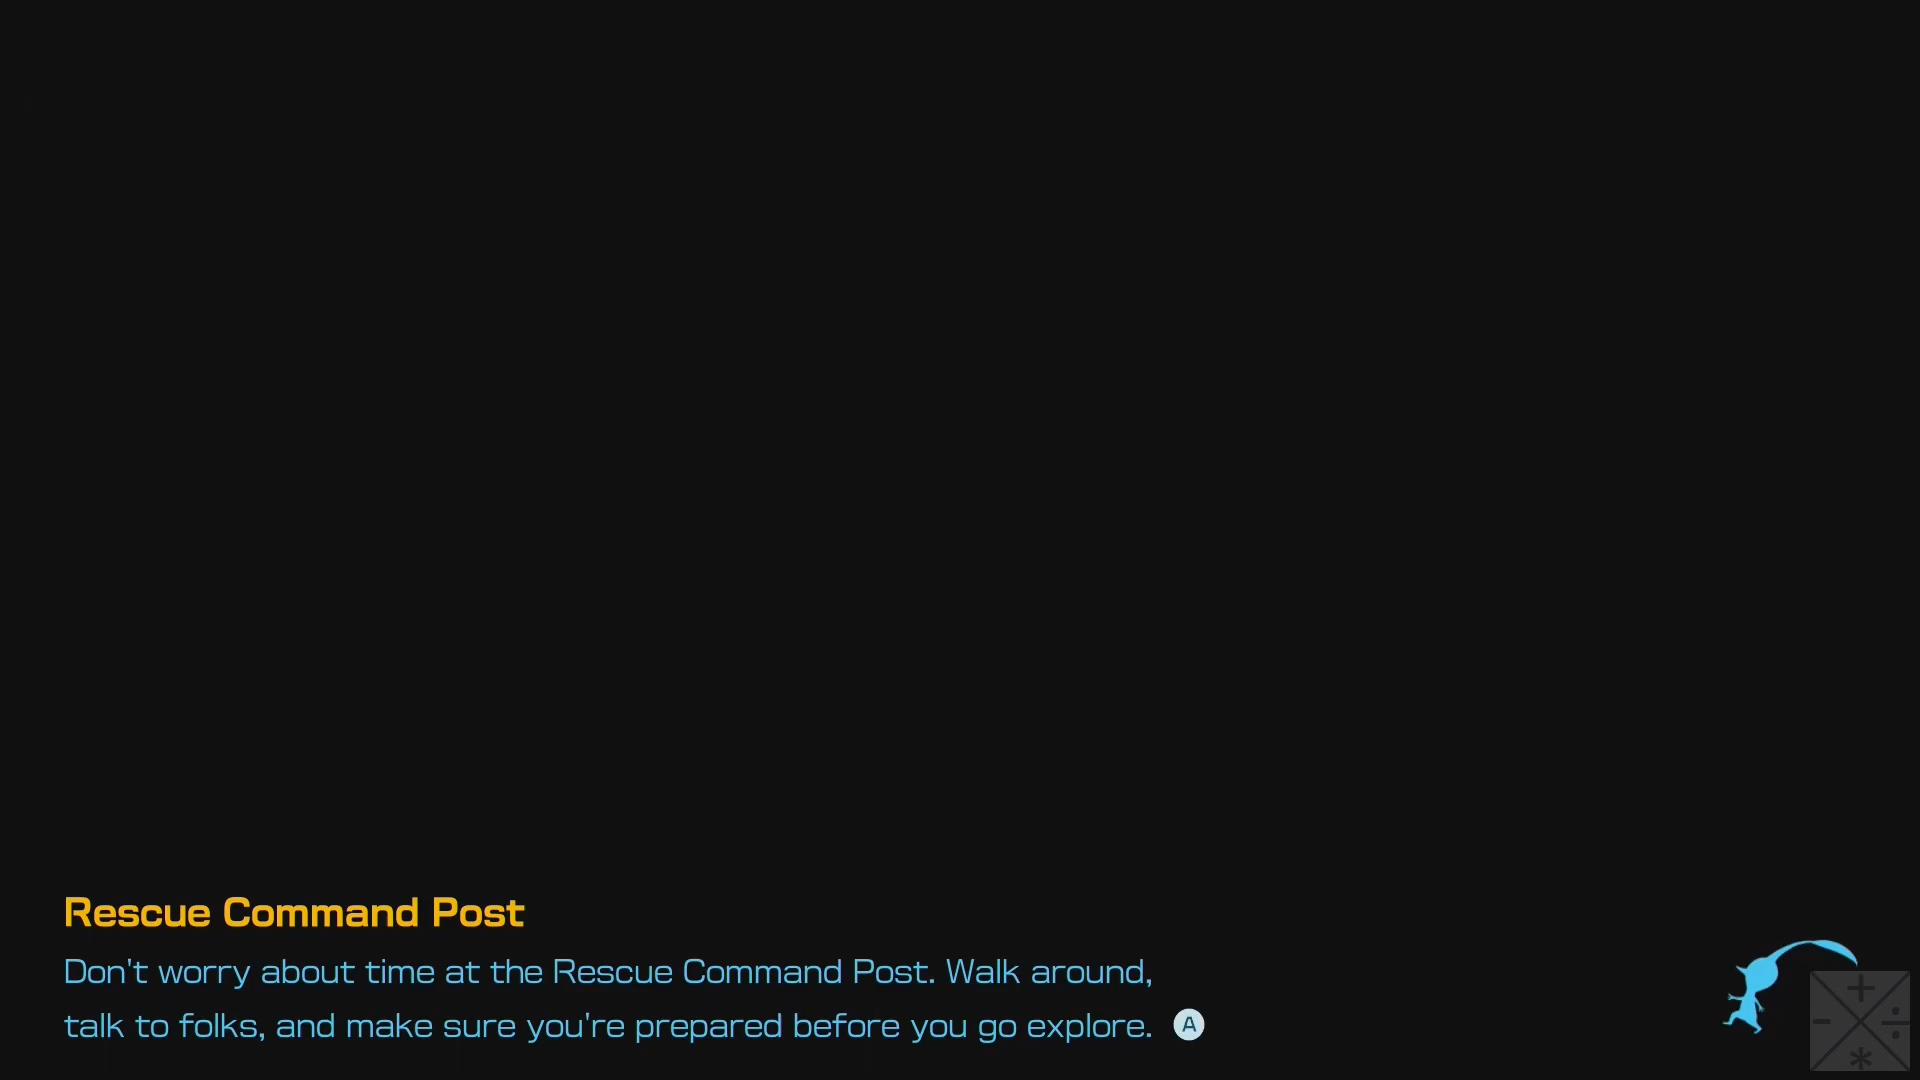 Rescue Command Post
Don't worry about time at the Rescue Command Post. Walk around,
talk to folks, and make sure you're prepared before you go explore. A
+
- ÷
*